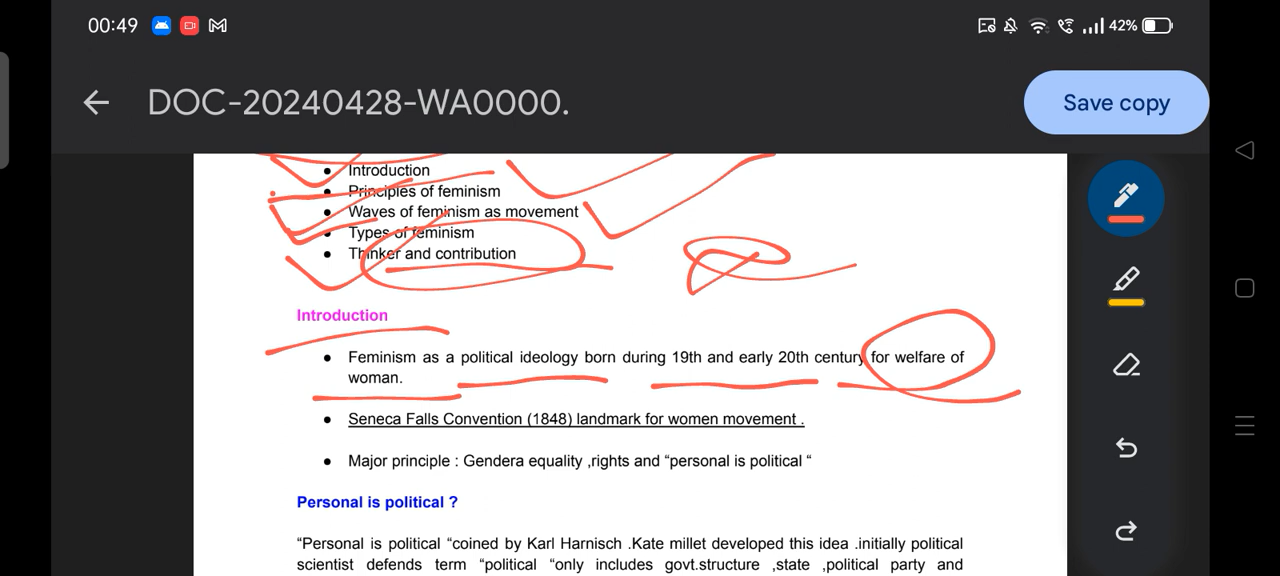 00:49
42%
DOC-20240428-WA0000.
Save copy
Introduction
Principles of feminism
Waves of feminism as movement
Types of feminism
Thinker and contribution
Introduction
Feminism as a political ideology born during 19th and early 20th century for welfare of
woman.
Seneca Falls Convention (1848) landmark for women movement .
Major principle : Gendera equality ,rights and “personal is political “
Personal is political ?
“Personal is political “coined by Karl Harnisch .Kate millet developed this idea .initially political
scientist defends term “political “only includes govt.structure ,state ,political party and